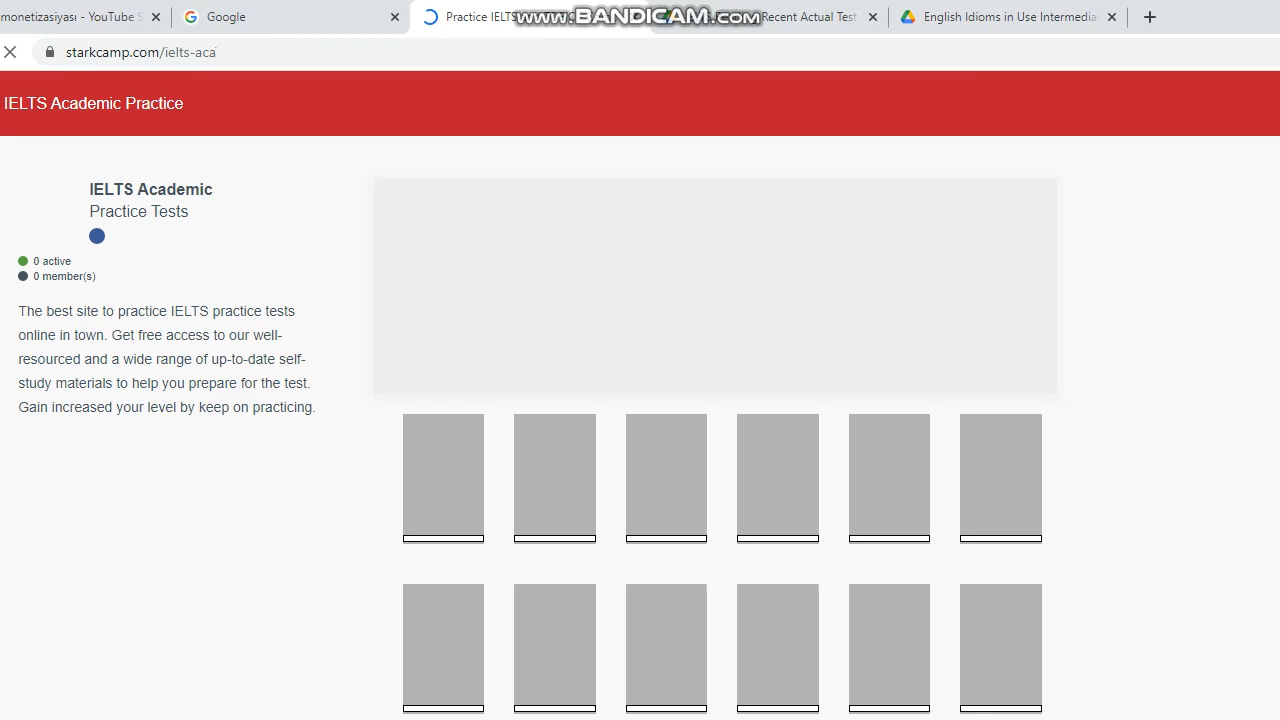 monetizasiyası - YouTube S
Google
Practice IELTS
www.BANDICAM.com
Recent Actual Test
English Idioms in Use Intermedia
starkcamp.com/ielts-aca
IELTS Academic Practice
IELTS Academic
Practice Tests
0 active
0 member(s)
The best site to practice IELTS practice tests
online in town. Get free access to our well-
resourced and a wide range of up-to-date self-
study materials to help you prepare for the test.
Gain increased your level by keep on practicing.